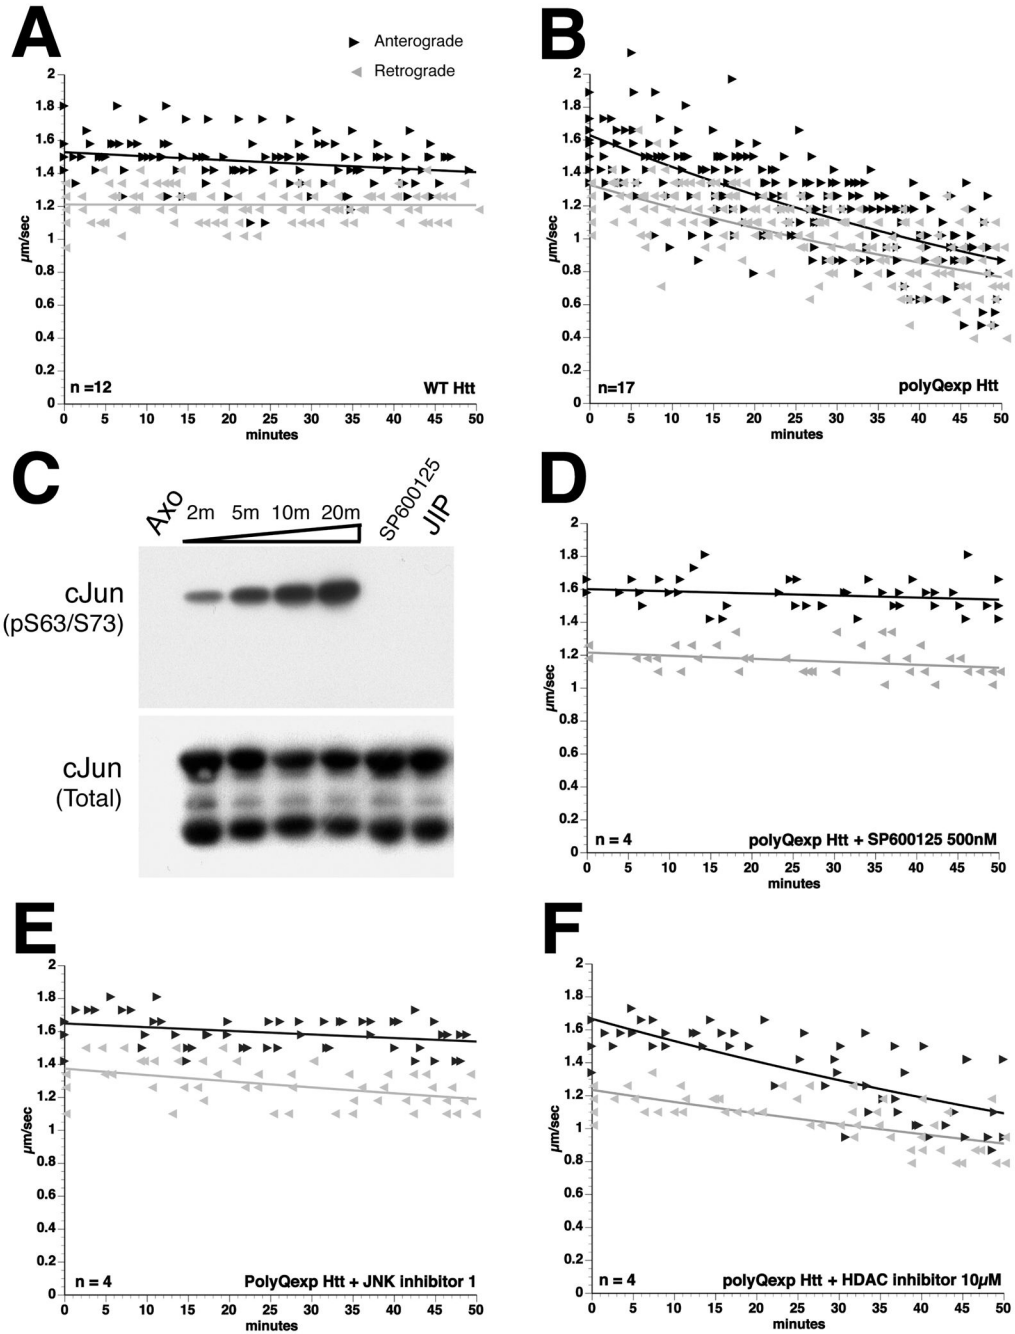 A
Anterograde
Retrograde
2
1.8
1.6
1.4
1.2
1
0.8
0.6
0.4
0.2
0
µm/sec
n =12
WT Htt
0 5 10 15 20 25 30 35 40 45 50
minutes
B
2
1.8
1.6
1.4
1.2
1
0.8
0.6
0.4
0.2
0
µm/sec
n=17
polyQexp Htt
0 5 10 15 20 25 30 35 40 45 50
minutes
C
Axo
2m 5m 10m 20m
SP600125
JIP
cJun
(pS63/S73)
cJun
(Total)
D
2
1.8
1.6
1.4
1.2
1
0.8
0.6
0.4
0.2
0
µm/sec
n = 4
polyQexp Htt + SP600125 500nM
0 5 10 15 20 25 30 35 40 45 50
minutes
E
2
1.8
1.6
1.4
1.2
1
0.8
0.6
0.4
0.2
0
µm/sec
n = 4
PolyQexp Htt + JNK inhibitor 1
0 5 10 15 20 25 30 35 40 45 50
minutes
F
2
1.8
1.6
1.4
1.2
1
0.8
0.6
0.4
0.2
0
µm/sec
n = 4
polyQexp Htt + HDAC inhibitor 10µM
0 5 10 15 20 25 30 35 40 45 50
minutes